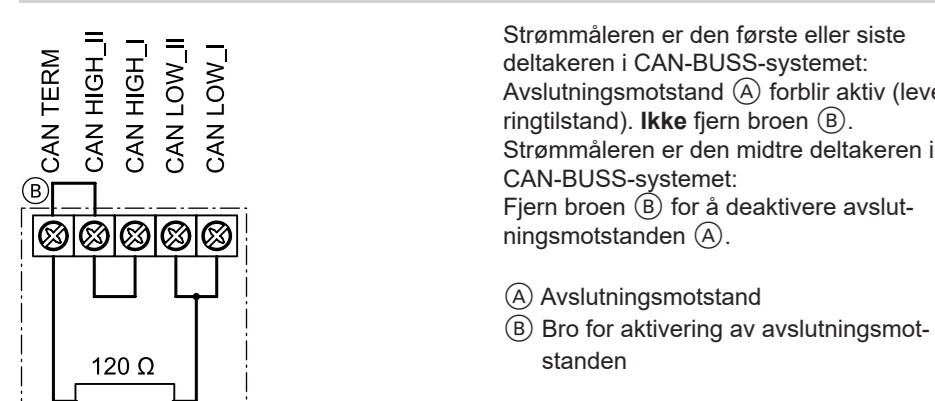 CAN TERM
CAN HIGH_II
CAN HIGH_I
CAN LOW_II
CAN LOW_I
B
120 Ω
Strømmåleren er den første eller siste
deltakeren i CAN-BUSS-systemet:
Avslutningsmotstand Ⓐ forblir aktiv (leve
ringtilstand). Ikke fjern broen Ⓑ.
Strømmåleren er den midtre deltakeren i
CAN-BUSS-systemet:
Fjern broen Ⓑ for å deaktivere avslut-
ningsmotstanden Ⓐ.
Ⓐ Avslutningsmotstand
Ⓑ Bro for aktivering av avslutningsmot-
standen